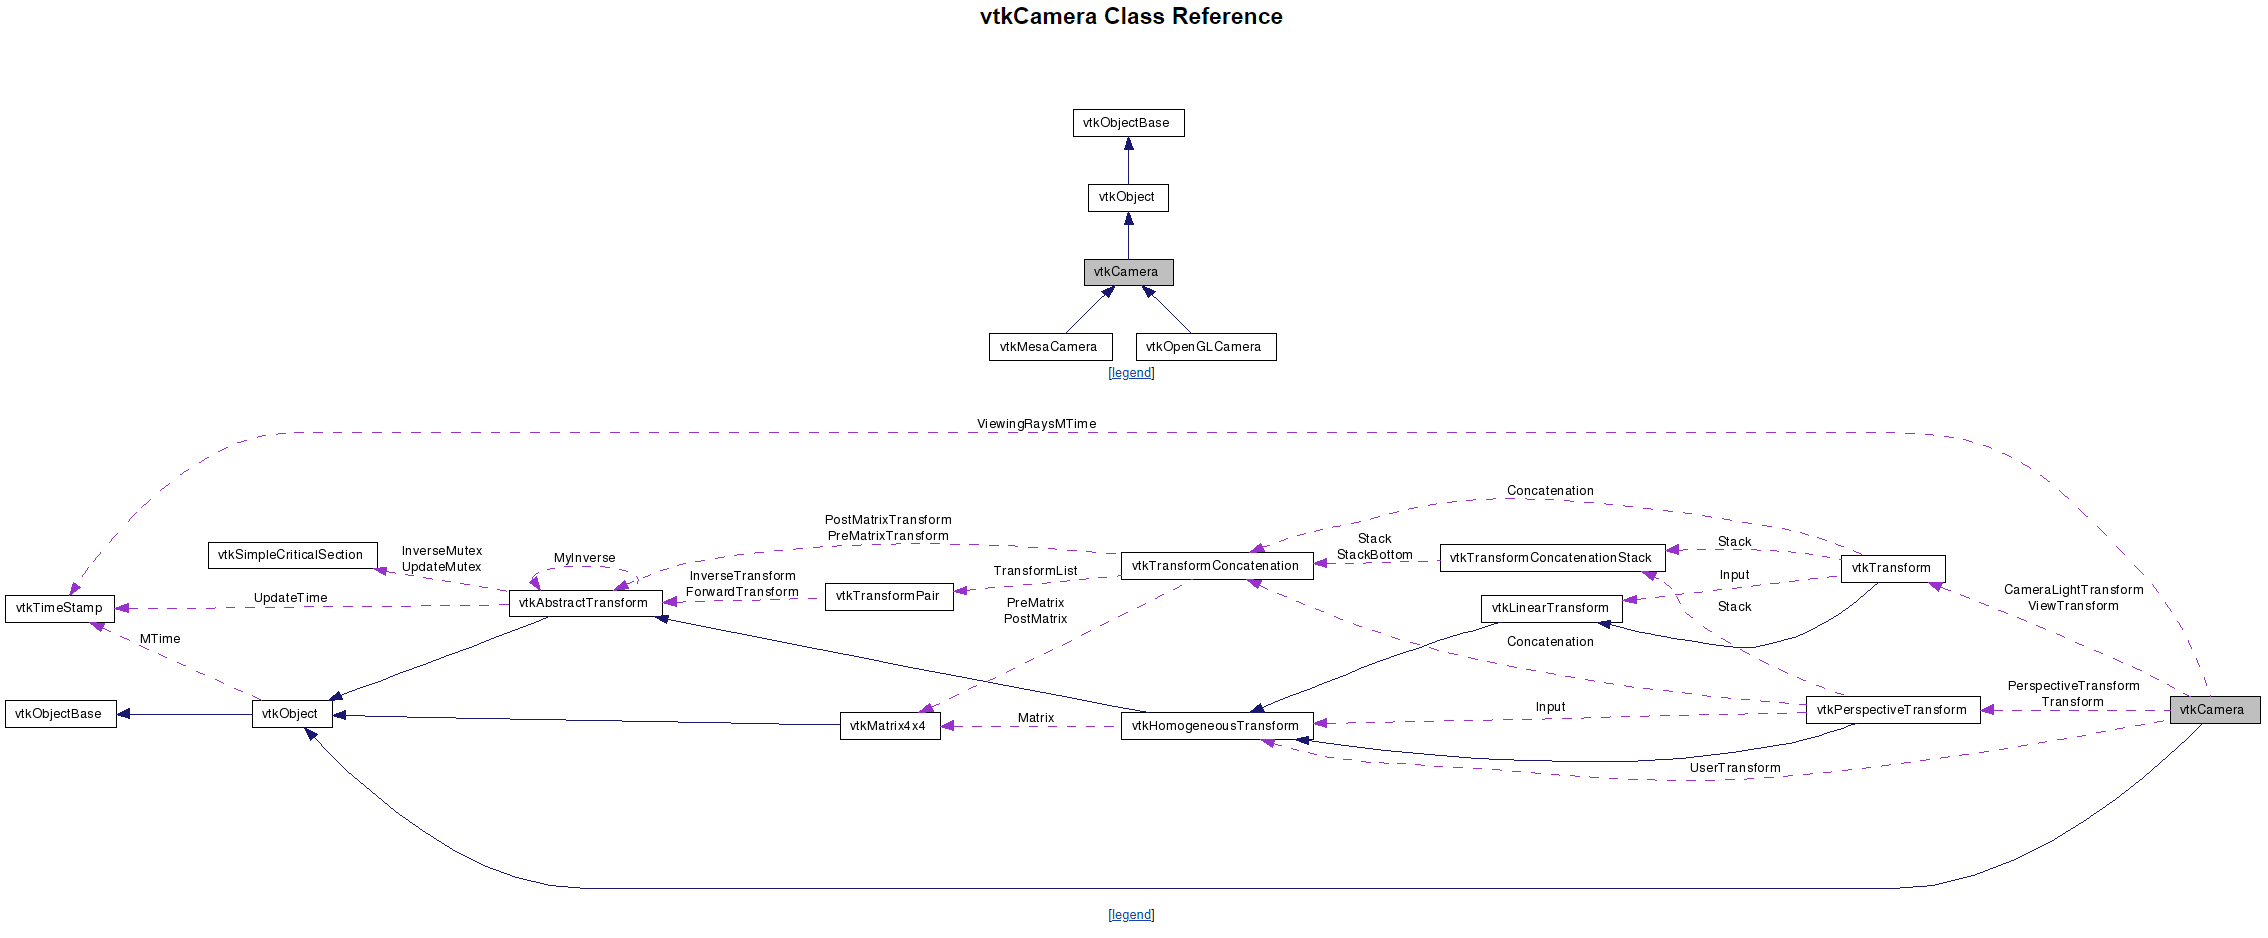 vtkCamera Class Reference
vtkObjectBase
vtkObject
vtkCamera
vtkMesaCamera
vtkOpenGLCamera
[legend]
ViewingRaysMTime
Concatenation
PostMatrixTransform
PreMatrixTransform
Stack
StackBottom
Stack
vtkSimpleCriticalSection
InverseMutex
UpdateMutex
MyInverse
vtkTransformConcatenation
vtkTransformConcatenationStack
vtkTransform
InverseTransform
ForwardTransform
TransformList
Input
vtkTimeStamp
UpdateTime
vtkAbstractTransform
vtkTransformPair
PreMatrix
PostMatrix
vtkLinearTransform
Stack
CameraLightTransform
ViewTransform
MTime
Concatenation
vtkObjectBase
vtkObject
vtkMatrix4x4
Matrix
vtkHomogeneousTransform
Input
vtkPerspectiveTransform
PerspectiveTransform
Transform
vtkCamera
UserTransform
[legend]